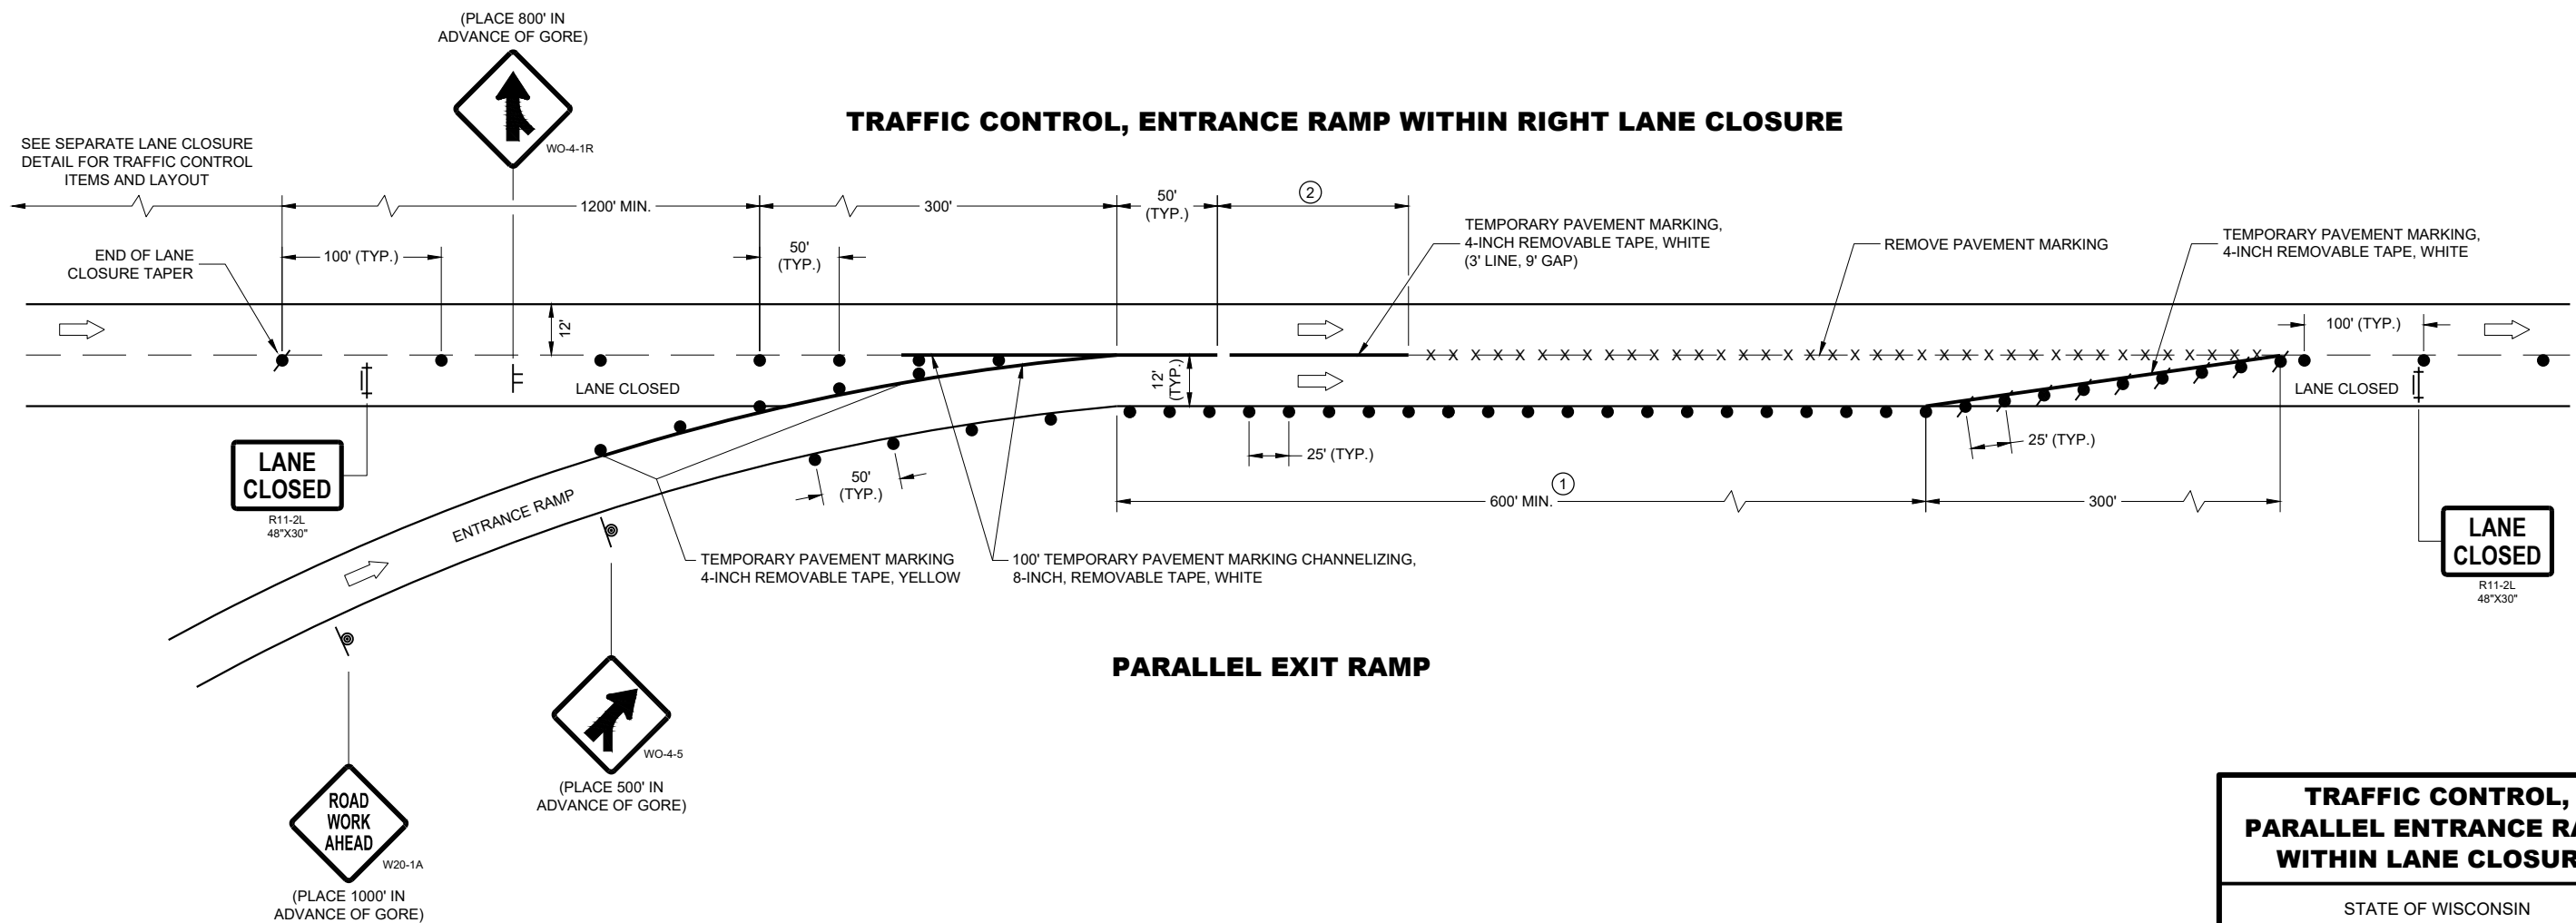 (PLACE 800' IN
ADVANCE OF GORE)
WO-4-1R
TRAFFIC CONTROL, ENTRANCE RAMP WITHIN RIGHT LANE CLOSURE
SEE SEPARATE LANE CLOSURE
DETAIL FOR TRAFFIC CONTROL
ITEMS AND LAYOUT
1200' MIN.
300'
50'
(TYP.)
2
END OF LANE
CLOSURE TAPER
100' (TYP.)
50'
(TYP.)
TEMPORARY PAVEMENT MARKING,
4-INCH REMOVABLE TAPE, WHITE
(3' LINE, 9' GAP)
REMOVE PAVEMENT MARKING
TEMPORARY PAVEMENT MARKING,
4-INCH REMOVABLE TAPE, WHITE
12'
100' (TYP.)
LANE CLOSED
12'
(TYP.)
LANE CLOSED
LANE
CLOSED
R11-2L
48"X30"
50'
(TYP.)
25' (TYP.)
25' (TYP.)
1
600' MIN.
300'
ENTRANCE RAMP
TEMPORARY PAVEMENT MARKING
4-INCH REMOVABLE TAPE, YELLOW
100' TEMPORARY PAVEMENT MARKING CHANNELIZING,
8-INCH, REMOVABLE TAPE, WHITE
LANE
CLOSED
R11-2L
48"X30"
PARALLEL EXIT RAMP
WO-4-5
(PLACE 500' IN
ADVANCE OF GORE)
ROAD
WORK
AHEAD
W20-1A
(PLACE 1000' IN
ADVANCE OF GORE)
TRAFFIC CONTROL,
PARALLEL ENTRANCE RA
WITHIN LANE CLOSUR
STATE OF WISCONSIN